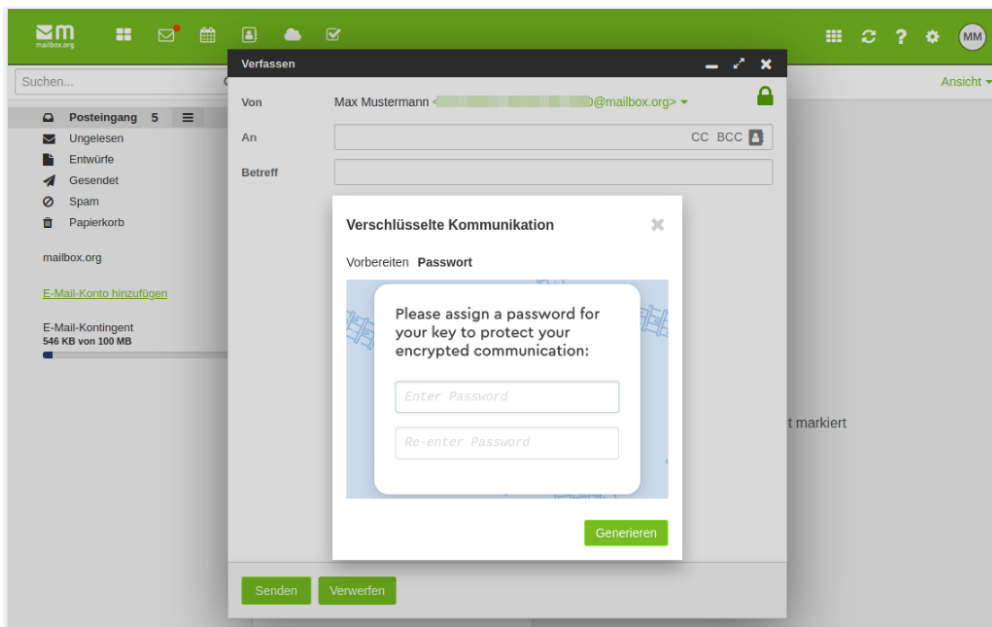 m
mailbox.org
MM
Suchen...
Ansicht
Posteingang 5
Ungelesen
Entwürfe
Gesendet
Spam
Papierkorb
mailbox.org
E-Mail-Konto hinzufügen
E-Mail-Kontingent
546 KB von 100 MB
Verfassen
Von Max Mustermann < @mailbox.org>
An CC BCC
Betreff
Verschlüsselte Kommunikation
Vorbereiten Passwort
Please assign a password for
your key to protect your
encrypted communication:
Enter Password
Re-enter Password
Generieren
t markiert
Senden Verwerfen